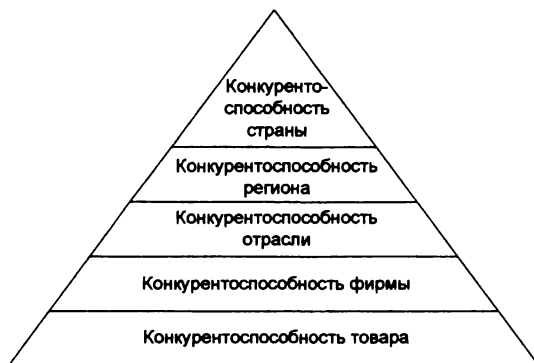 Конкуренто-
способность
страны
Конкурентоспособность
региона
Конкурентоспособность
отрасли
Конкурентоспособность фирмы
Конкурентоспособность товара